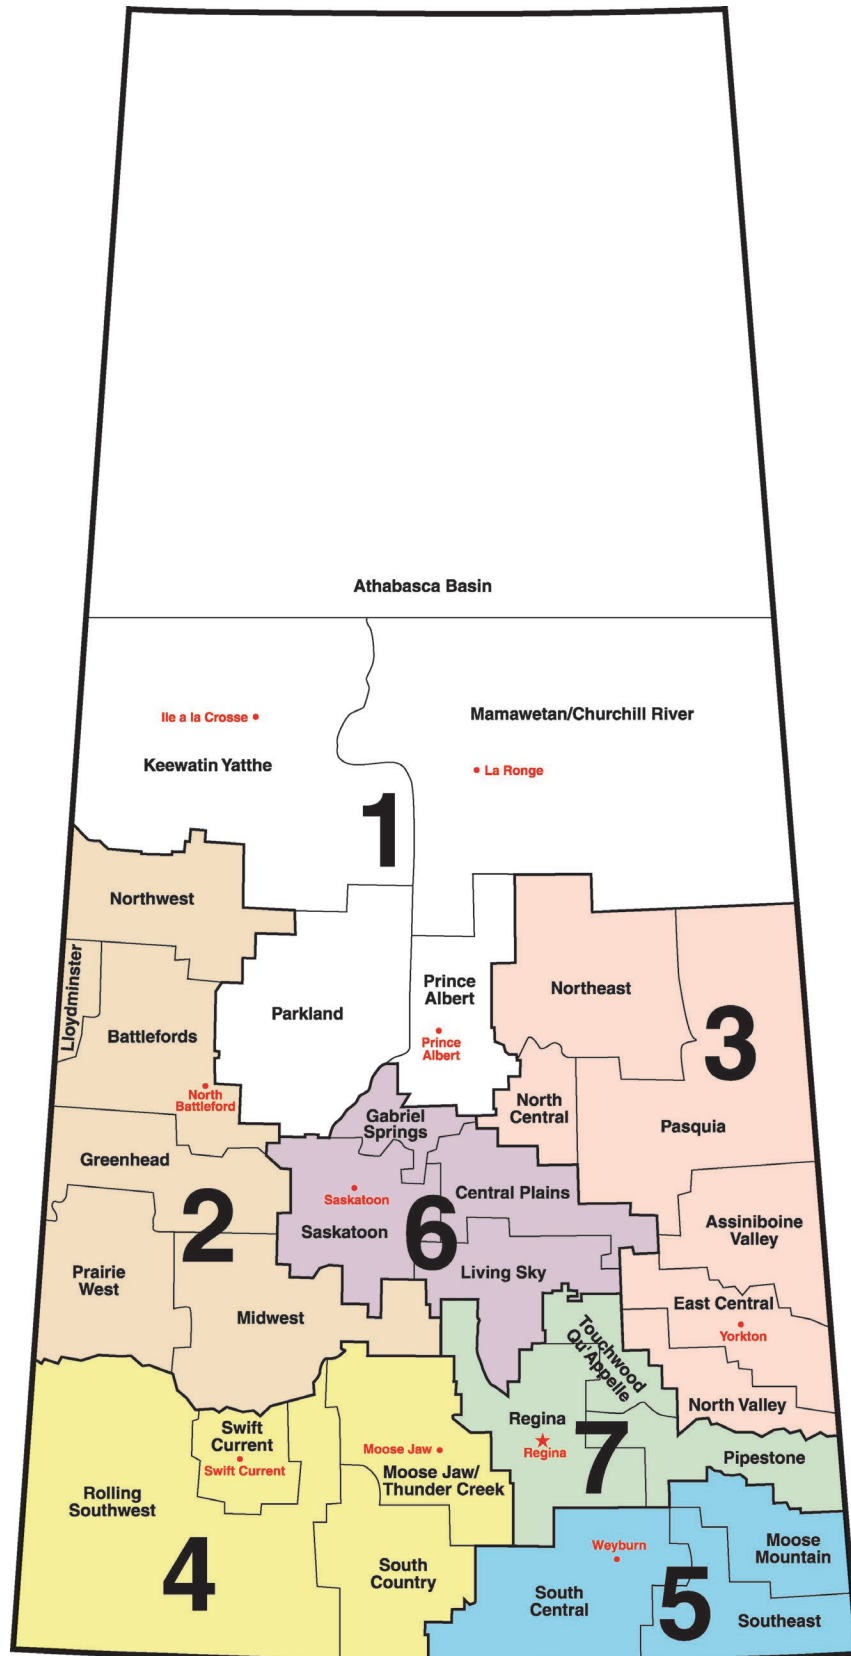 Athabasca Basin
Ile a la Crosse
Mamawetan/Churchill River
Keewatin Yatthe
La Ronge
1
Northwest
Lloydminster
Battlefords
North
Battleford
Parkland
Prince
Albert
Prince
Albert
Northeast
3
North
Central
Pasquia
Gabriel
Springs
Greenhead
2
Saskatoon
Saskatoon
6
Central Plains
Living Sky
Assiniboine
Valley
Prairie
West
Midwest
East Central
Yorkton
North Valley
Touchwood
Qu'Appelle
Regina
Regina
7
Pipestone
Swift
Current
Swift Current
Moose Jaw
Moose Jaw/
Thunder Creek
Rolling
Southwest
4
South
Country
Weyburn
South
Central
5
Moose
Mountain
Southeast